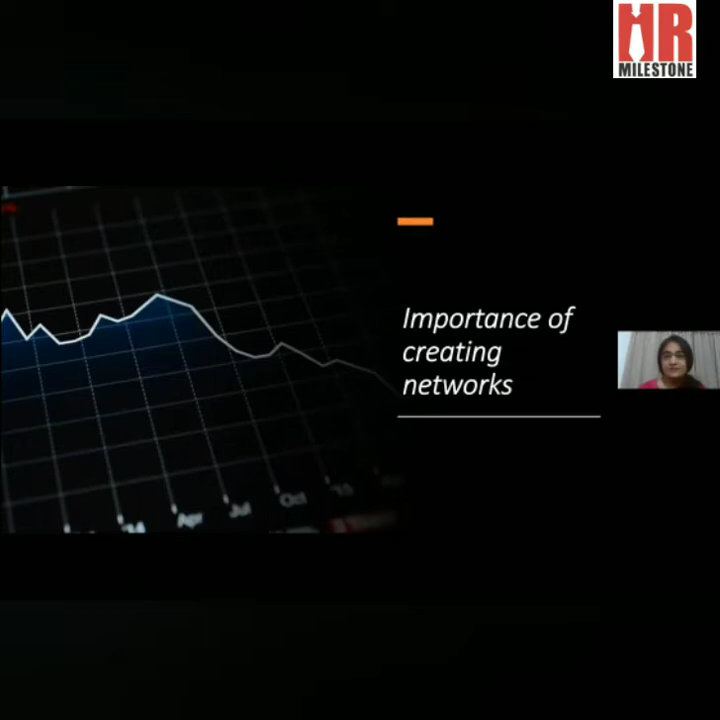 HR
MILESTONE
Importance of
creating
networks
Apr
Jul
Oct